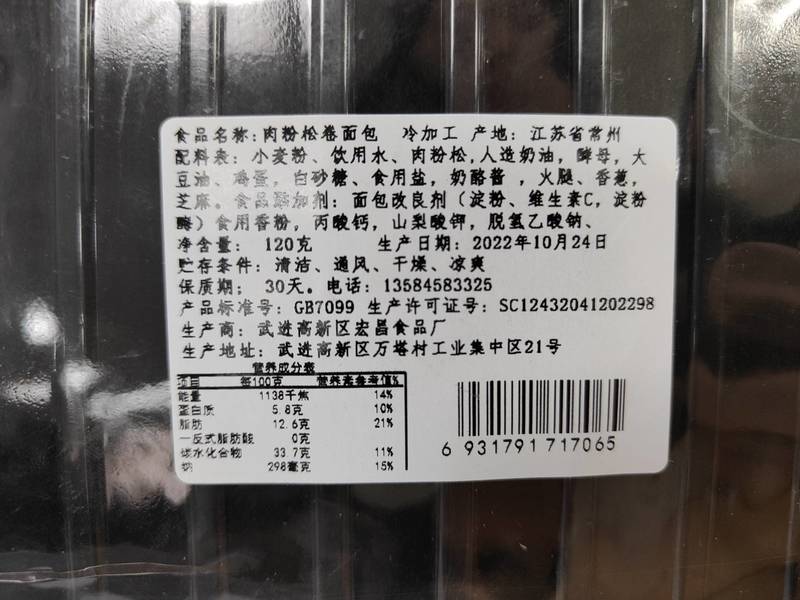 食品名称:肉粉松卷面包 冷加工 产地: 江苏省常州
配料表: 小麦粉、饮用水、肉粉松,人造奶油, 酵母, 大
豆油、鸡蛋, 白砂糖、食用盐, 奶酪酱 , 火腿、香葱,
芝麻。食品添加剂: 面包改良剂 (淀粉、维生素C, 淀粉
酶) 食用香粉, 丙酸钙, 山梨酸钾, 脱氢乙酸钠、
净含量: 120克 生产日期: 2022年10月24日
贮存条件: 清洁、通风、干燥、凉爽
保质期; 30天。电话: 13584583325
产品标准号: GB7099 生产许可证号: SC12432041202298
生产商: 武进高新区宏昌食品厂
生产地址: 武进高新区万塔村工业集中区21号
营养成分表
项目 每100克 营养素参考值%
能量 1138千焦 14%
蛋白质 5.8克 10%
脂肪 12.6克 21%
—反式脂肪酸 0克
碳水化合物 33.7克 11%
钠 298毫克 15%
6 931791 717065